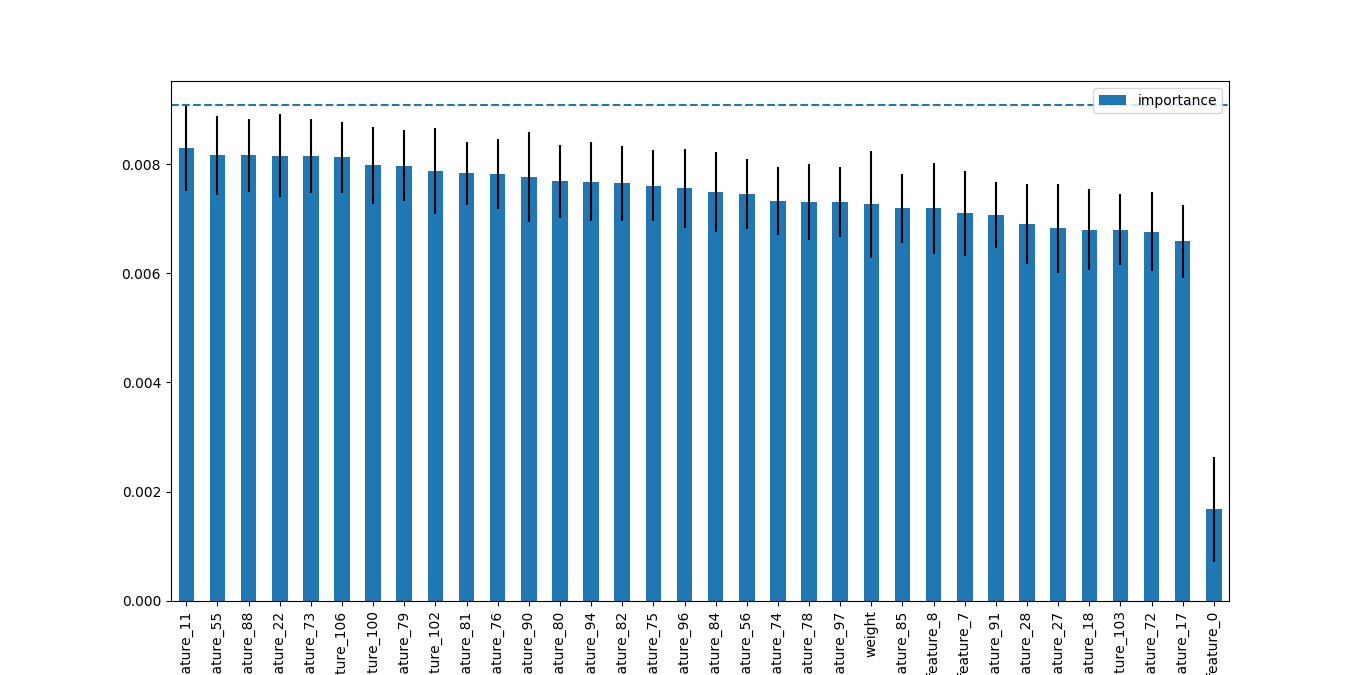 importance
0.008
0.006
0.004
0.002
0.000
ature_11
ature_55
ature_88
ature_22
ature_73
ture_106
ture_100
ature_79
ture_102
ature_81
ature_76
ature_90
ature_80
ature_94
ature_82
ature_75
ature_96
ature_84
ature_56
ature_74
ature_78
ature_97
weight
ature_85
feature_8
feature_7
ature_91
ature_28
ature_27
ature_18
ture_103
ature_72
ature_17
feature_0